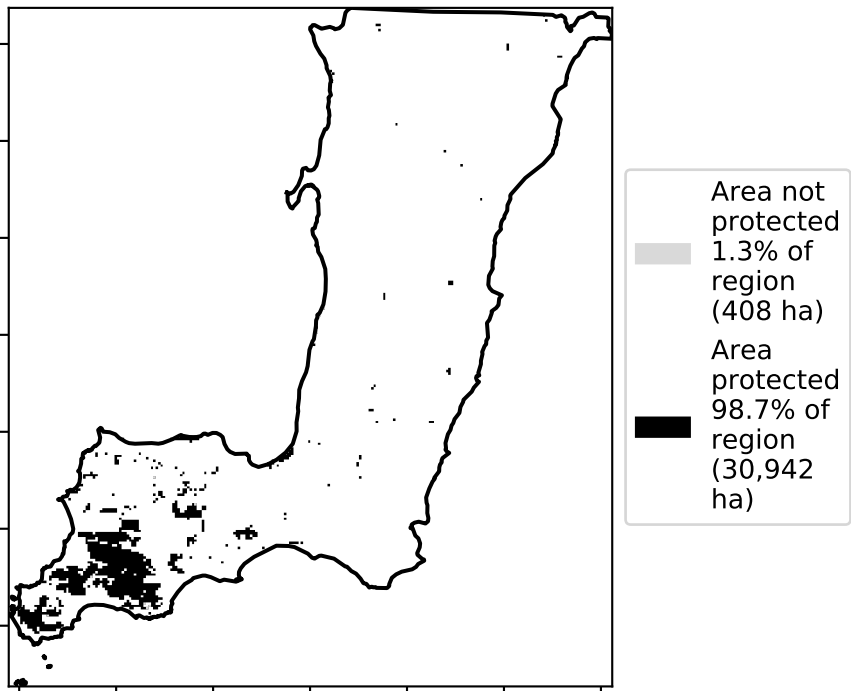 Area not
protected
1.3% of
region
(408 ha)
Area
protected
98.7% of
region
(30,942
ha)